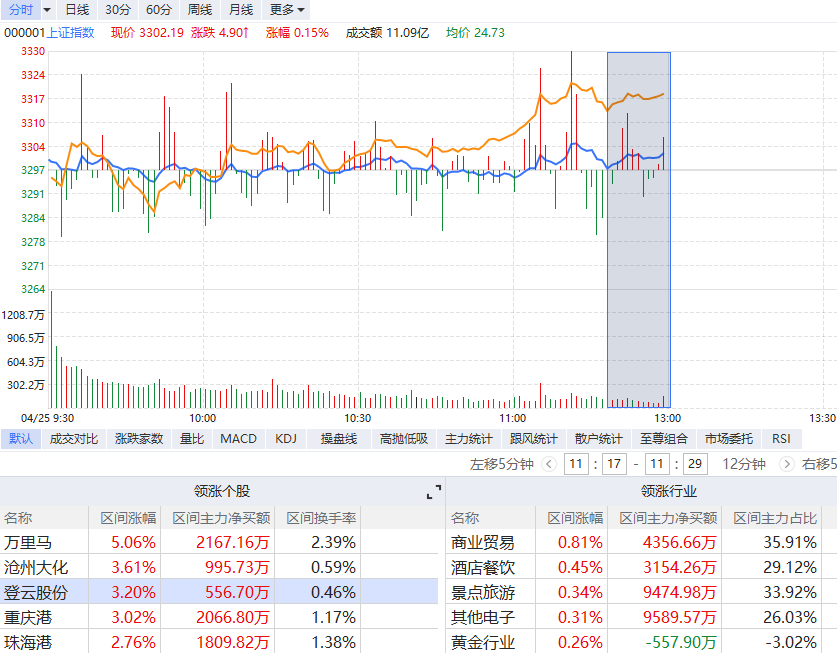 分时 日线 30分 60分 周线 月线 更多
000001上证指数 现价 3302.19 涨跌 4.90↑ 涨幅 0.15% 成交额 11.09亿 均价 24.73
3330
3324
3317
3310
3304
3297
3291
3284
3278
3271
3264
1208.7万
906.5万
604.3万
302.2万
04/25 9:30 10:00 10:30 11:00 13:00 13:30
默认 成交对比 涨跌家数 量比 MACD KDJ 操盘线 高抛低吸 主力统计 跟风统计 散户统计 至尊组合 市场委托 RSI
左移5分钟 < 11 : 17 - 11 : 29 12分钟 > 右移5
领涨个股 领涨行业
名称 区间涨幅 区间主力净买额 区间换手率 名称 区间涨幅 区间主力净买额 区间主力占比
万里马 5.06% 2167.16万 2.39% 商业贸易 0.81% 4356.66万 35.91%
沧州大化 3.61% 995.73万 0.59% 酒店餐饮 0.45% 3154.26万 29.12%
登云股份 3.20% 556.70万 0.46% 景点旅游 0.34% 9474.98万 33.92%
重庆港 3.02% 2066.80万 1.17% 其他电子 0.31% 9589.57万 26.03%
珠海港 2.76% 1809.82万 1.38% 黄金行业 0.26% -557.90万 -3.02%